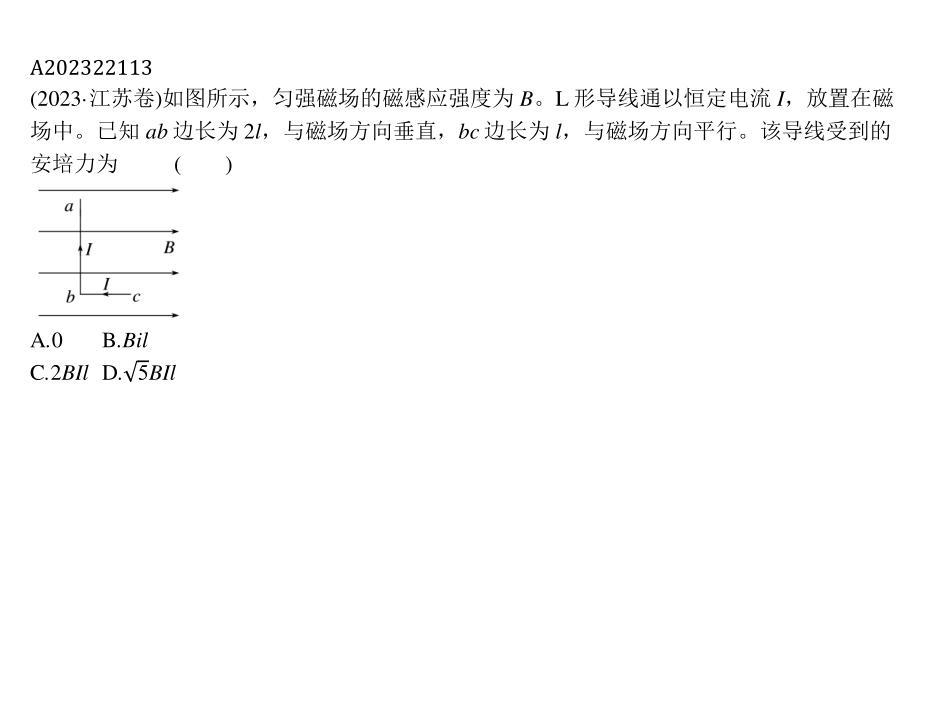 A202322113
(2023·江苏卷)如图所示，匀强磁场的磁感应强度为 B。L 形导线通以恒定电流 I，放置在磁
场中。已知 ab 边长为 2l，与磁场方向垂直，bc 边长为 l，与磁场方向平行。该导线受到的
安培力为 ( )
a
I B
I
b c
A.0 B.Bil
C.2BIl D.√5BIl